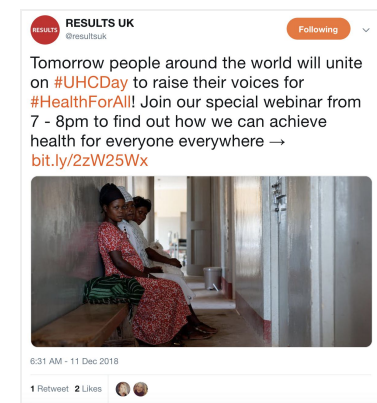 RESULTS
RESULTS UK
@resultsuk
Following
Tomorrow people around the world will unite
on #UHCDay to raise their voices for
#HealthForAll! Join our special webinar from
7 - 8pm to find out how we can achieve
health for everyone everywhere →
bit.ly/2zW25Wx
6:31 AM - 11 Dec 2018
1 Retweet 2 Likes